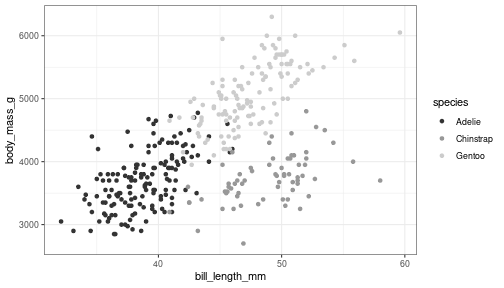 6000
5000
4000
3000
body_mass_g
40
50
60
bill_length_mm
species
Adelie
Chinstrap
Gentoo